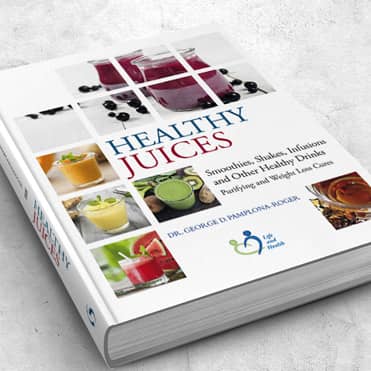 HEALTHY
JUICES
Smoothies, Shakes, Infusions
and Other Healthy Drinks
Purifying and Weight Loss Cures
DR. GEORGE D. PAMPLONA-ROGER
Life and
Health
HEALTHY
JUICES